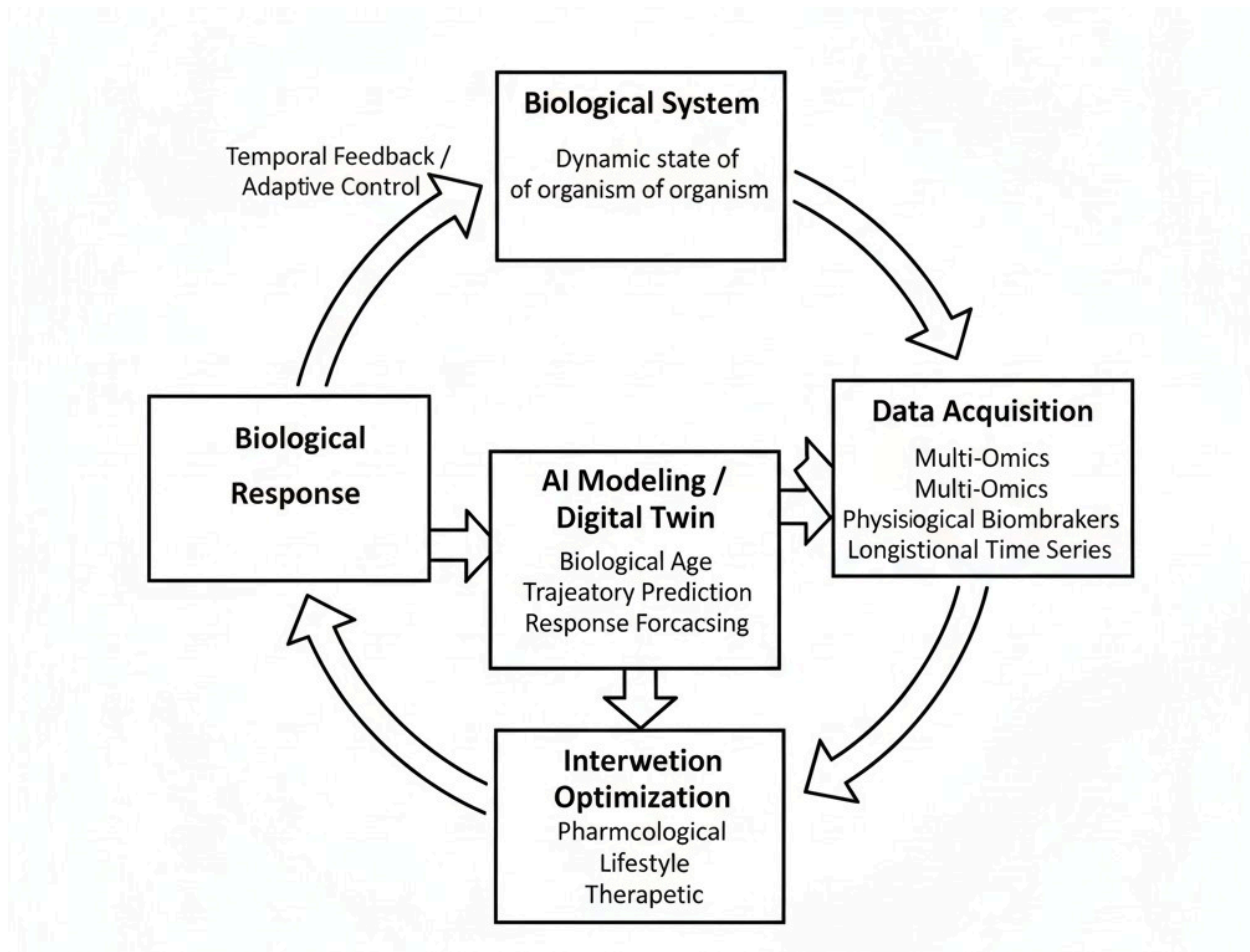 Biological System
Dynamic state of
of organism of organism
Temporal Feedback /
Adaptive Control
Biological
Response
AI Modeling /
Digital Twin
Biological Age
Trajeatory Prediction
Response Forcacsing
Data Acquisition
Multi-Omics
Multi-Omics
Physisiogical Biombrakers
Longistional Time Series
Interwetion
Optimization
Pharmcological
Lifestyle
Therapetic